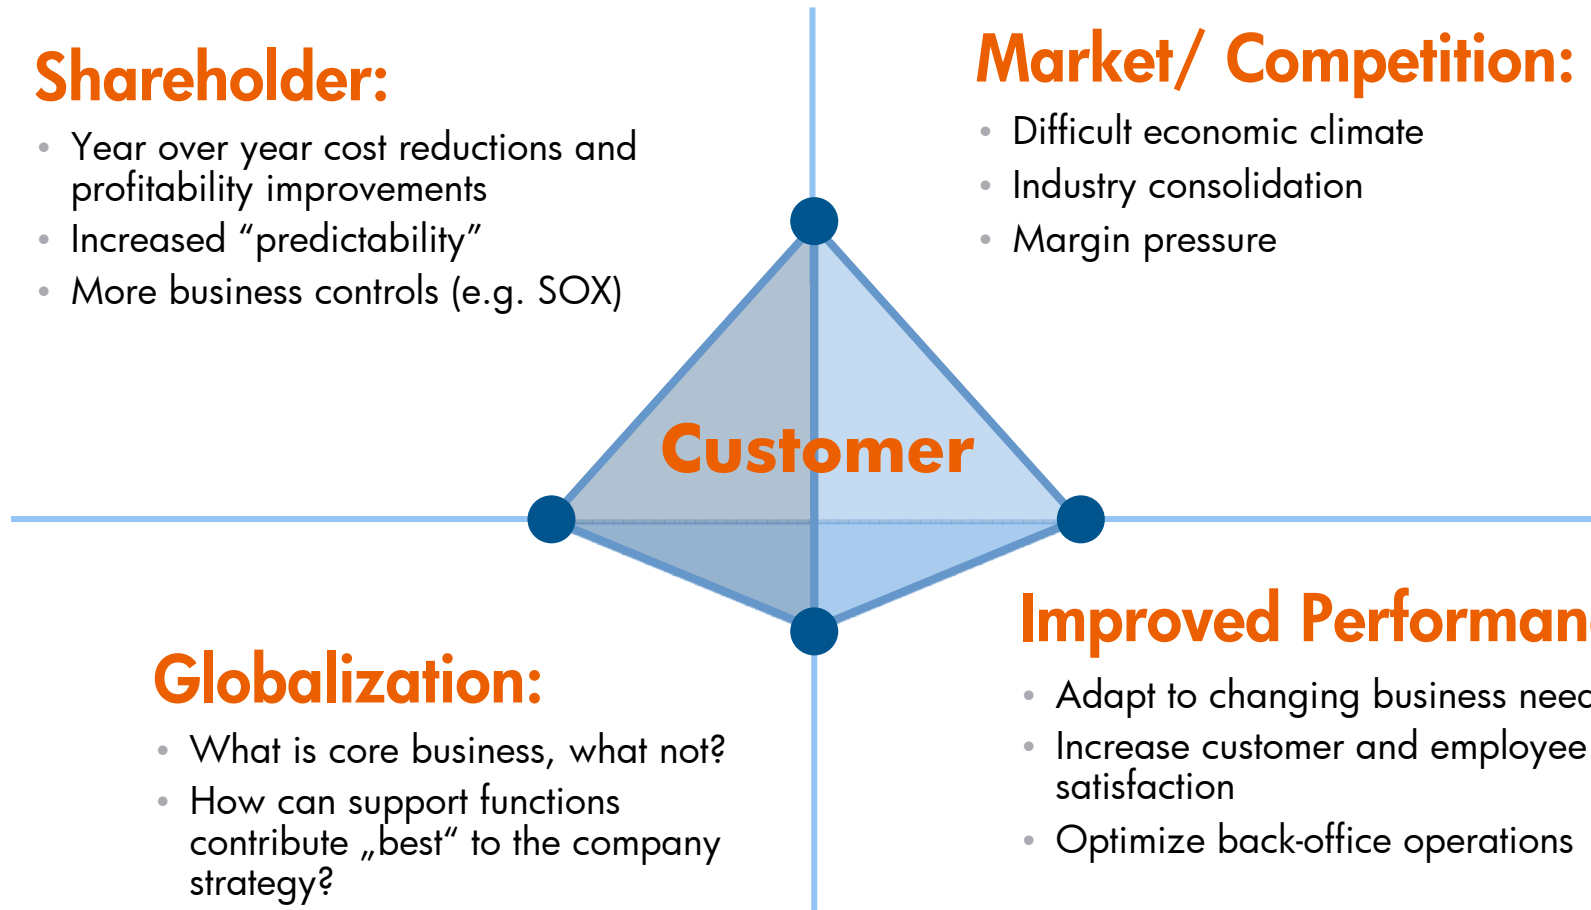 Shareholder:
• Year over year cost reductions and
profitability improvements
• Increased “predictability”
• More business controls (e.g. SOX)
Market/ Competition:
• Difficult economic climate
• Industry consolidation
• Margin pressure
Customer
Globalization:
• What is core business, what not?
• How can support functions
contribute „best“ to the company
strategy?
Improved
• Adapt to changing business
• Increase customer and employee
satisfaction
• Optimize back-office operations